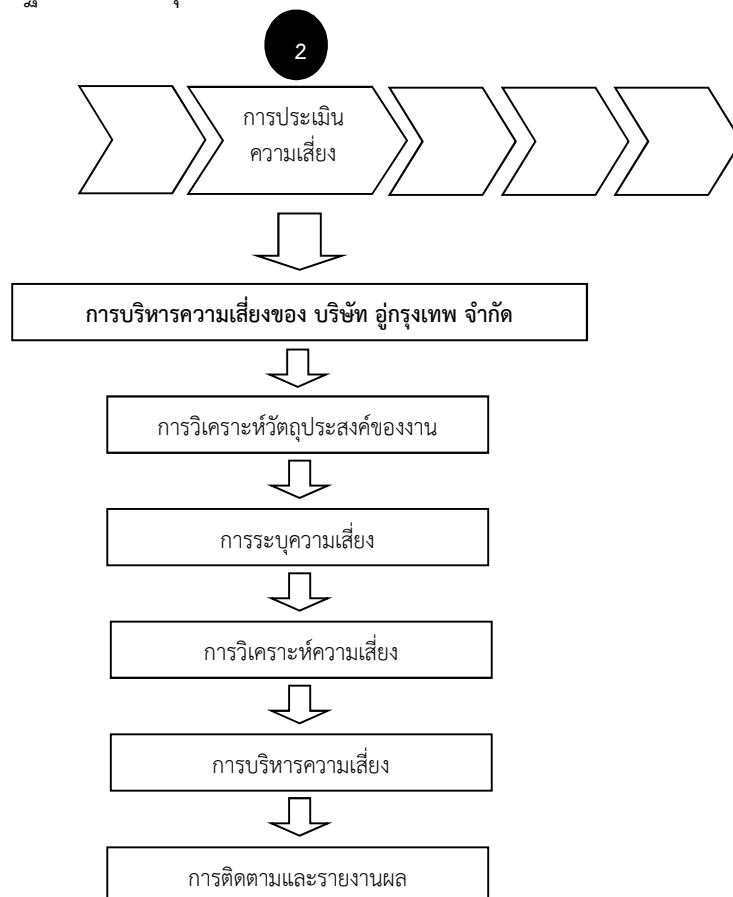 2
การประเมิน
ความเสี่ยง
การบริหารความเสี่ยงของ บริษัท อู่กรุงเทพ จำกัด
การวิเคราะห์วัตถุประสงค์ของงาน
การระบุความเสี่ยง
การวิเคราะห์ความเสี่ยง
การบริหารความเสี่ยง
การติดตามและรายงานผล